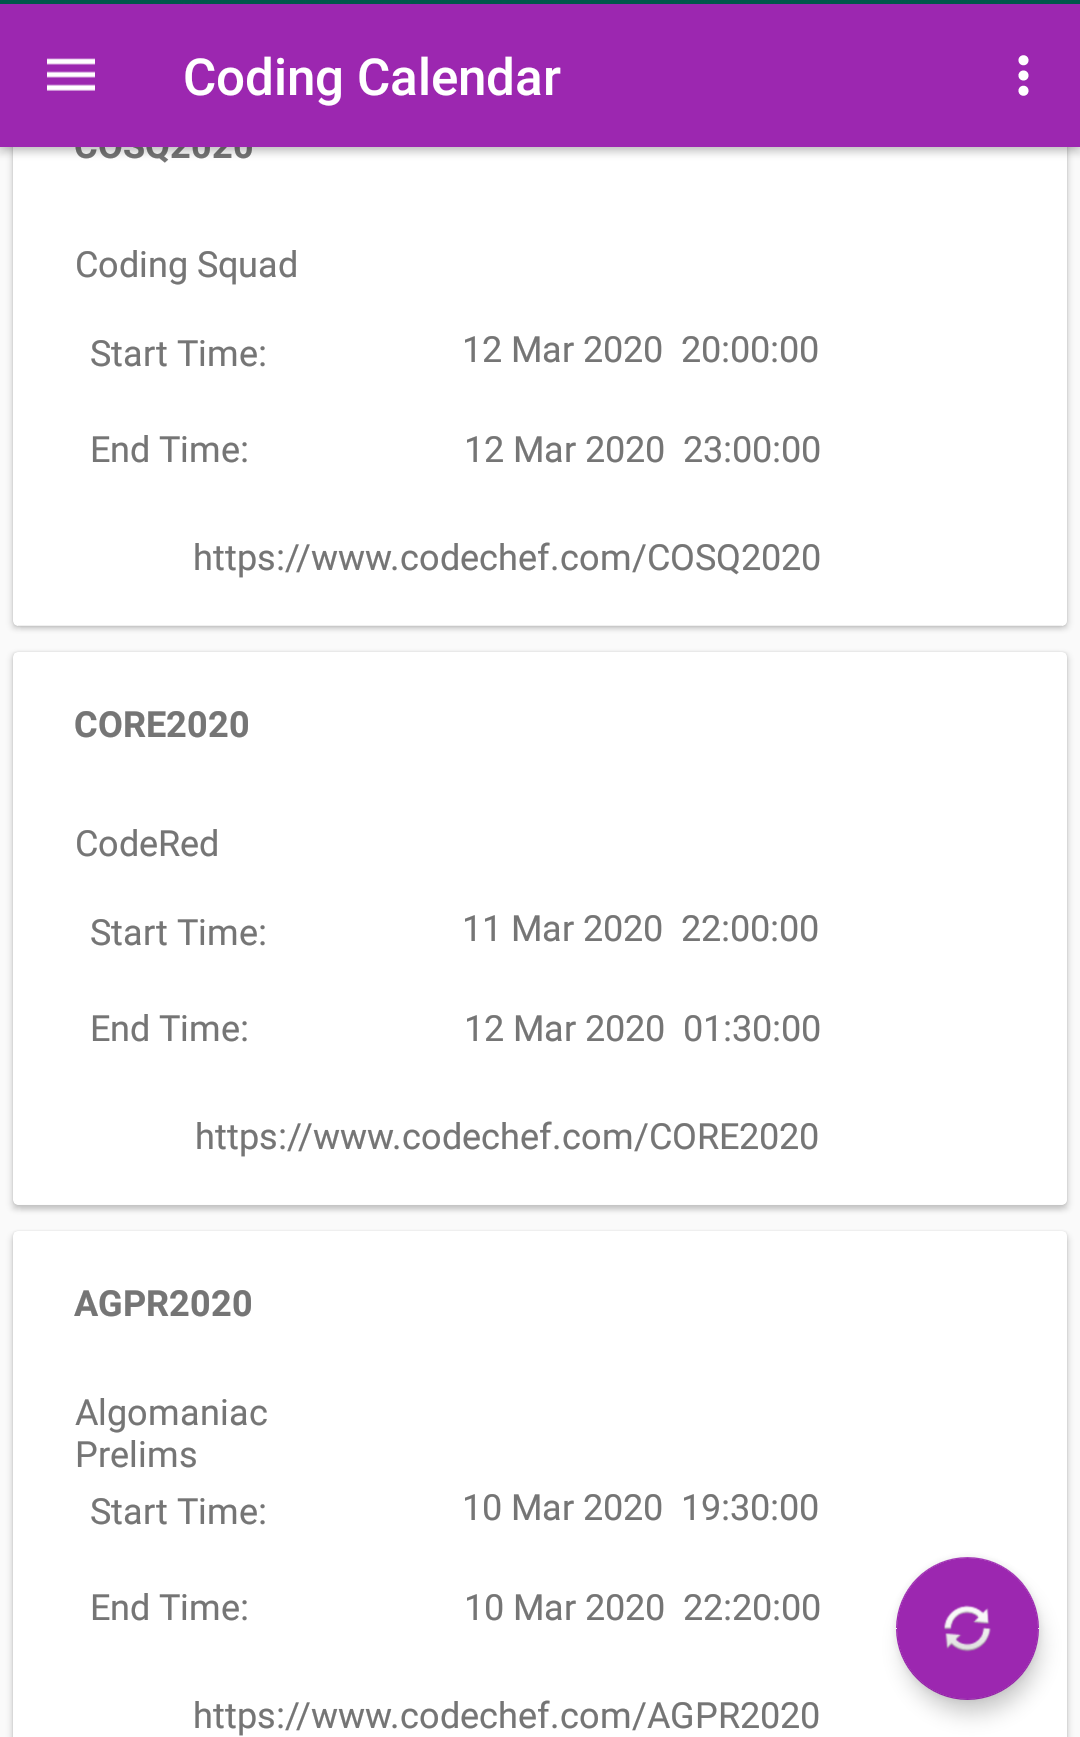 Coding Calendar
COSQ2020
Coding Squad
Start Time: 12 Mar 2020 20:00:00
End Time: 12 Mar 2020 23:00:00
https://www.codechef.com/COSQ2020
CORE2020
CodeRed
Start Time: 11 Mar 2020 22:00:00
End Time: 12 Mar 2020 01:30:00
https://www.codechef.com/CORE2020
AGPR2020
Algomaniac
Prelims
Start Time: 10 Mar 2020 19:30:00
End Time: 10 Mar 2020 22:20:00
https://www.codechef.com/AGPR2020